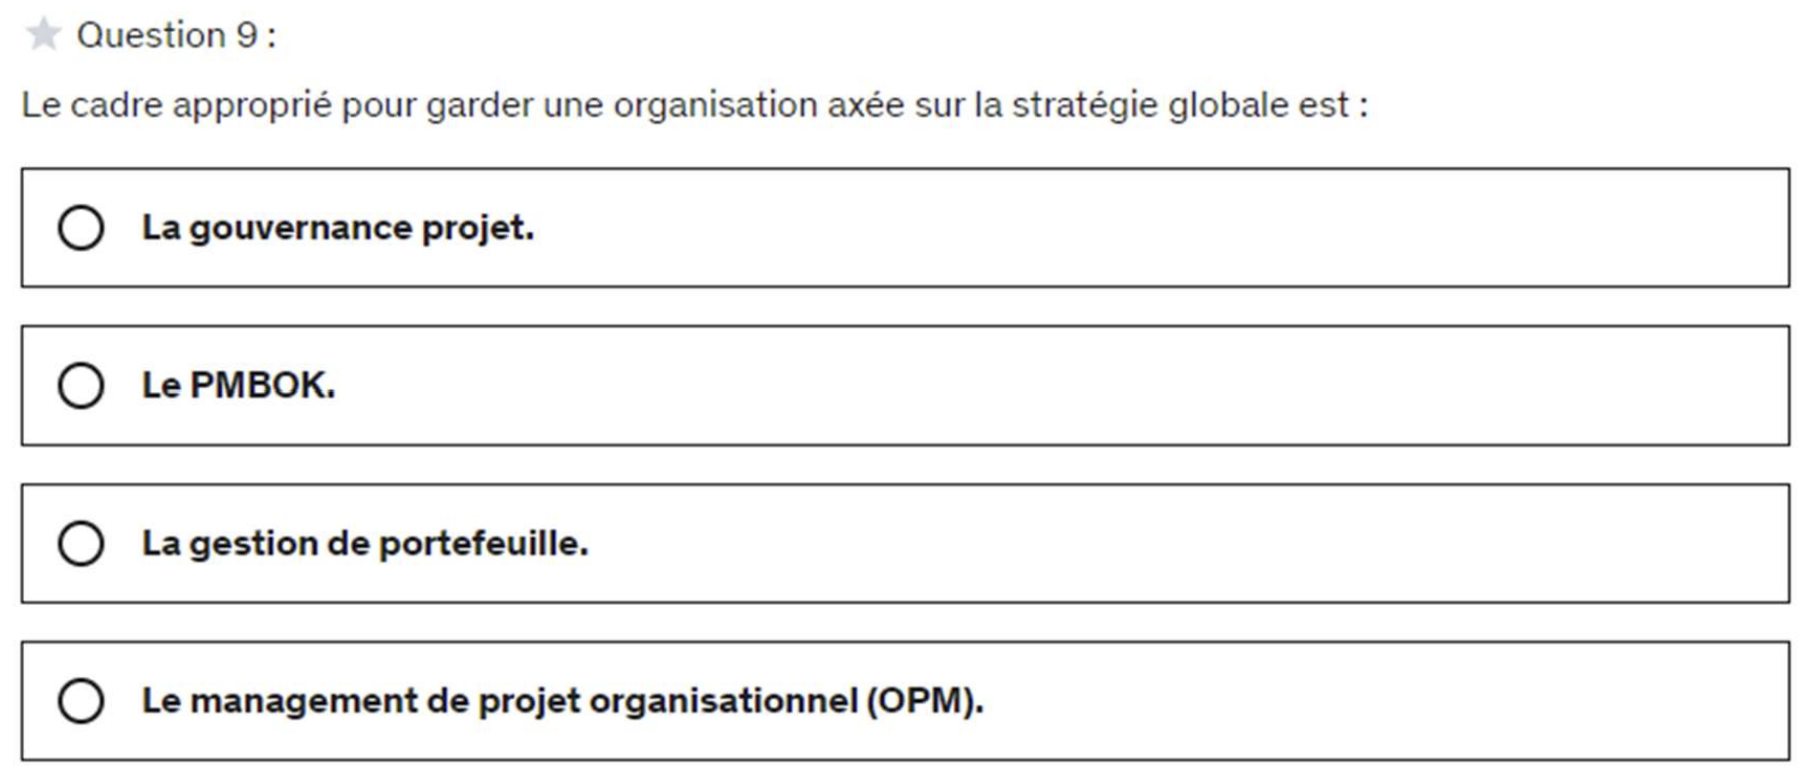 Question 9 :
Le cadre approprié pour garder une organisation axée sur la stratégie globale est :
La gouvernance projet.
Le PMBOK.
La gestion de portefeuille.
Le management de projet organisationnel (OPM).